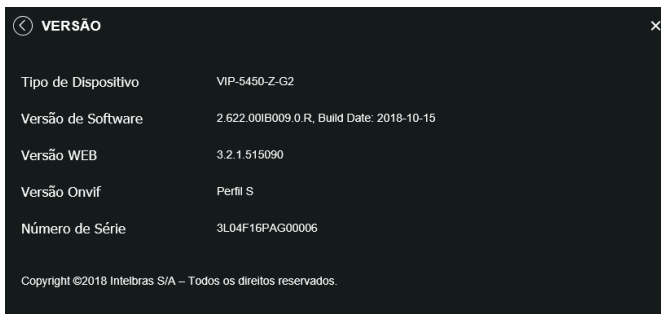 VERSÃO
Tipo de Dispositivo VIP-5450-Z-G2
Versão de Software 2.622.00IB009.0.R, Build Date: 2018-10-15
Versão WEB 3.2.1.515090
Versão Onvif Perfil S
Número de Série 3L04F16PAG00006
Copyright ©2018 Intelbras S/A – Todos os direitos reservados.